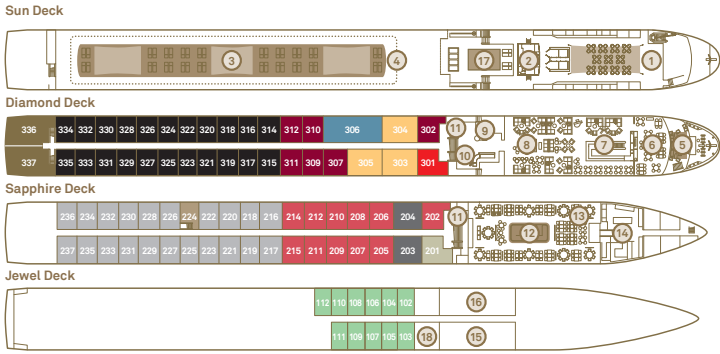 Sun Deck
3 4 17 2 1
Diamond Deck
336 334 332 330 328 326 324 322 320 318 316 314 312 310 306 304 302 11 9 8 7 6 5
337 335 333 331 329 327 325 323 321 319 317 315 311 309 307 305 303 301 10
Sapphire Deck
236 234 232 230 228 226 224 222 220 218 216 214 212 210 208 206 204 202 11 12 13 14
237 235 233 231 229 227 225 223 221 219 217 215 211 209 207 205 203 201
Jewel Deck
112 110 108 106 104 102 16
111 109 107 105 103 18 15